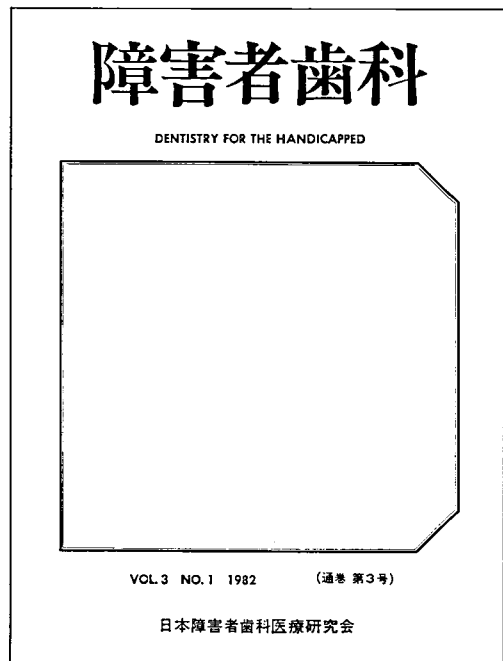 障害者歯科
DENTISTRY FOR THE HANDICAPPED
VOL.3 NO.1 1982 (通巻 第3号)
日本障害者歯科医療研究会